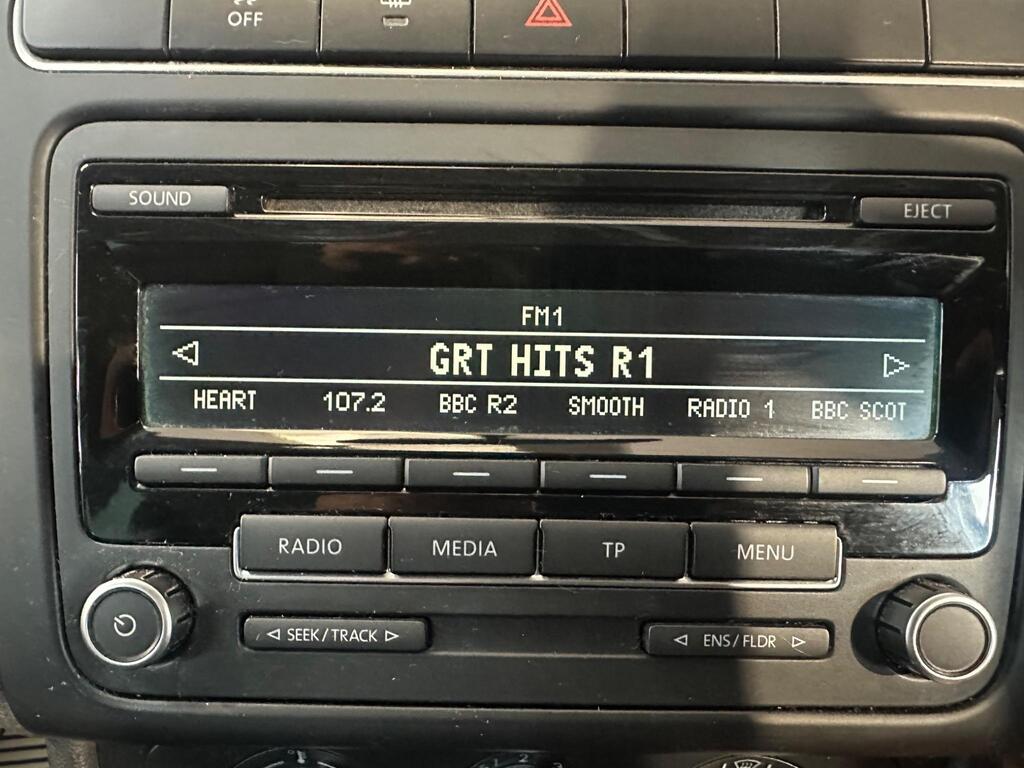 OFF
SOUND
EJECT
FM1
GRT HITS R1
HEART 107.2 BBC R2 SMOOTH RADIO 1 BBC SCOT
RADIO MEDIA TP MENU
SEEK/TRACK
ENS/FLDR